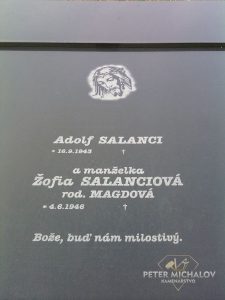 Adolf SALANCI
* 16.9.1943 †
a manželka
Žofia SALANCIOVÁ
rod. MAGDOVÁ
* 4.6.1946 †
Bože, buď nám milostivý.
PETER MICHALOV
KAMENÁRSTVO